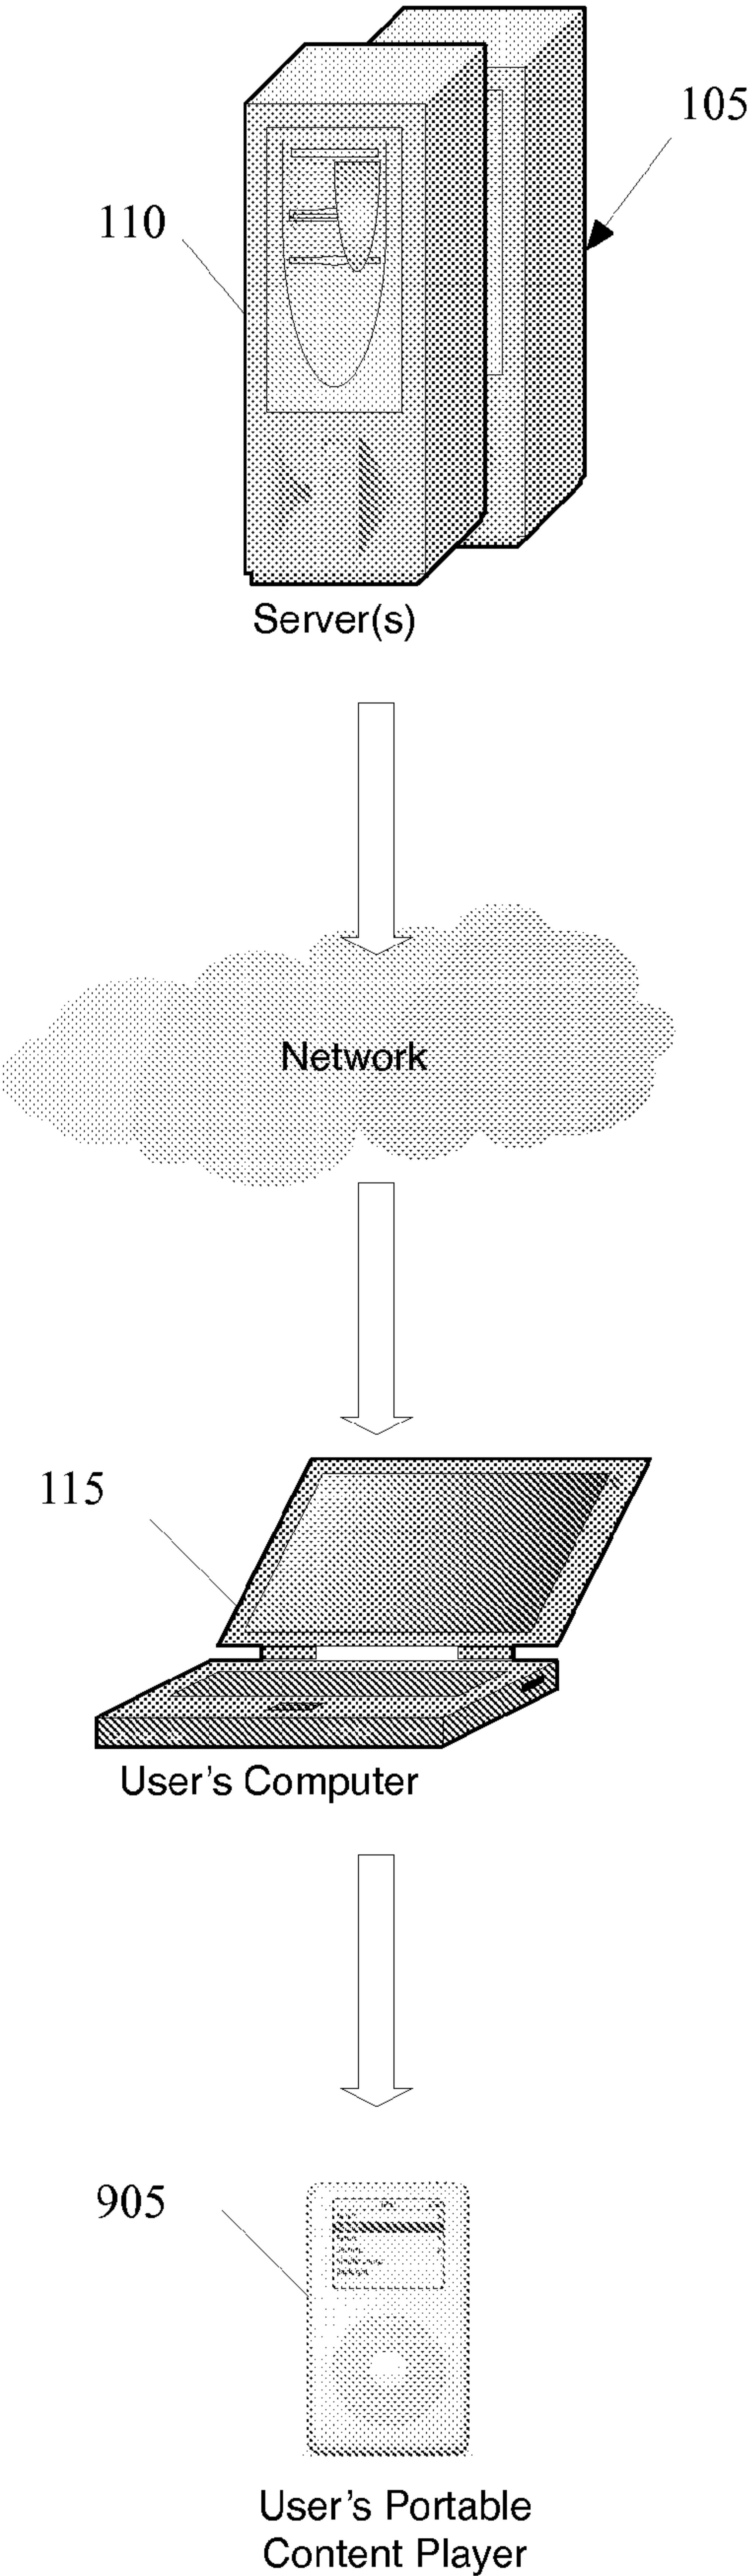 105
110
Server(s)
Network
115
User's Computer
905
User's Portable
Content Player